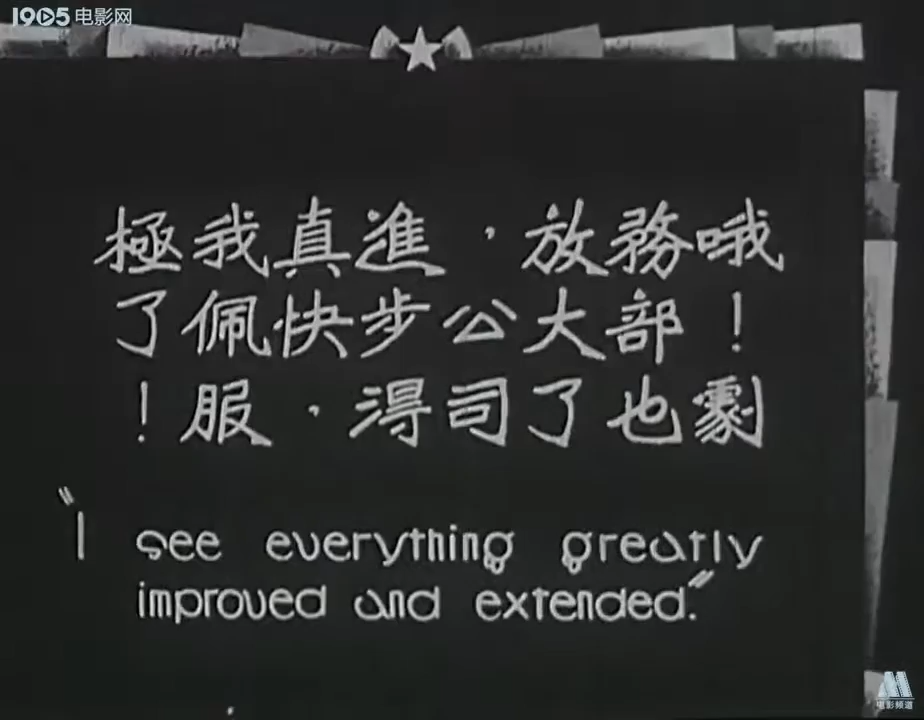 1905电影网
哦！劇
務部也
放大了
，公司
進步得
真快，
我佩服
極了！
"I see everything greatly
improved and extended."
电影频道